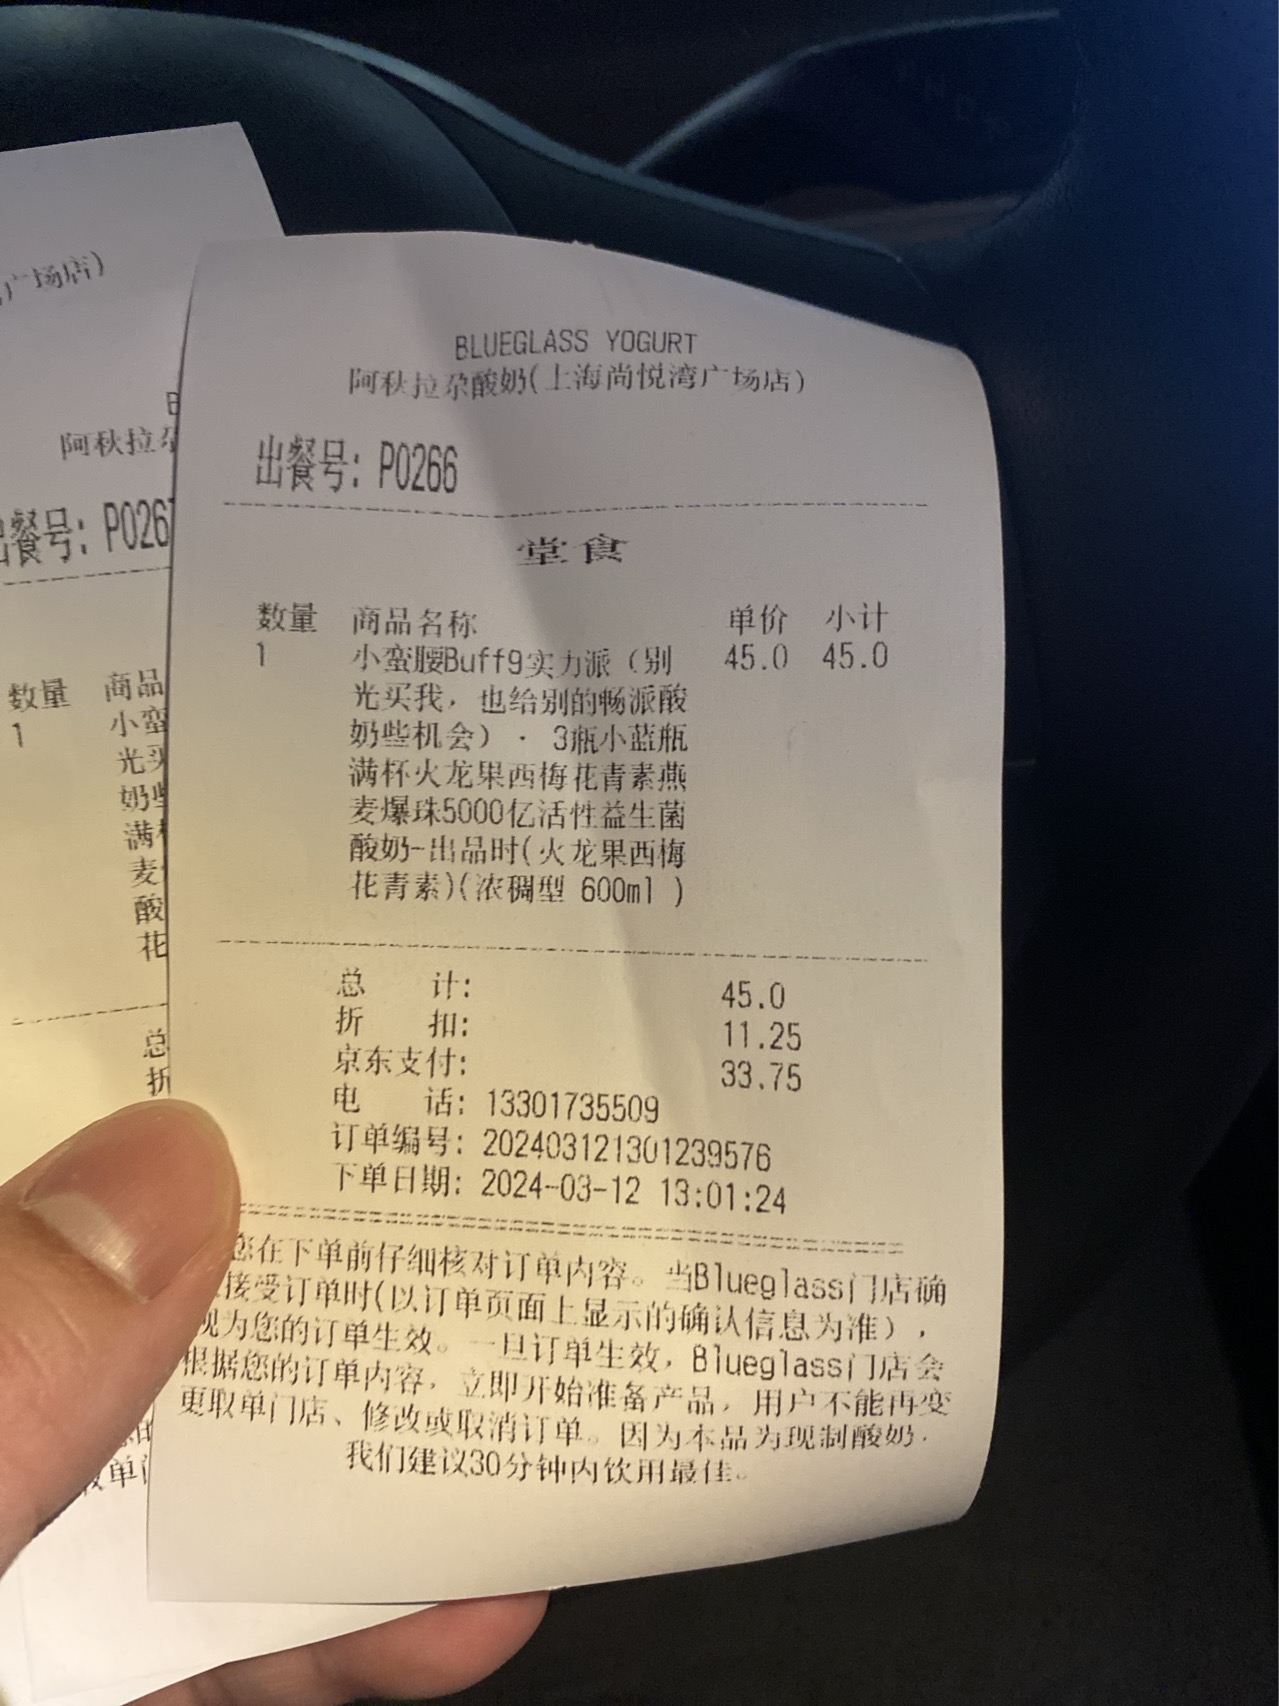 广场店)
阿秋拉尕
出餐号: P0267
数量 商品
1 小蛮
光买
奶些
满
麦
酸
花
总
折
BLUEGLASS YOGURT
阿秋拉尕酸奶(上海尚悦湾广场店)
出餐号: P0266
堂食
数量 商品名称 单价 小计
1 小蛮腰Buff9实力派（别 45.0 45.0
光买我，也给别的畅派酸
奶些机会）· 3瓶小蓝瓶
满杯火龙果西梅花青素燕
麦爆珠5000亿活性益生菌
酸奶-出品时(火龙果西梅
花青素)(浓稠型 600ml )
总 计: 45.0
折 扣: 11.25
京东支付: 33.75
电 话: 13301735509
订单编号: 202403121301239576
下单日期: 2024-03-12 13:01:24
您在下单前仔细核对订单内容。当Blueglass门店确
接受订单时(以订单页面上显示的确认信息为准)，
视为您的订单生效。一旦订单生效，Blueglass门店会
根据您的订单内容，立即开始准备产品，用户不能再变
更取单门店、修改或取消订单。因为本品为现制酸奶，
我们建议30分钟内饮用最佳。